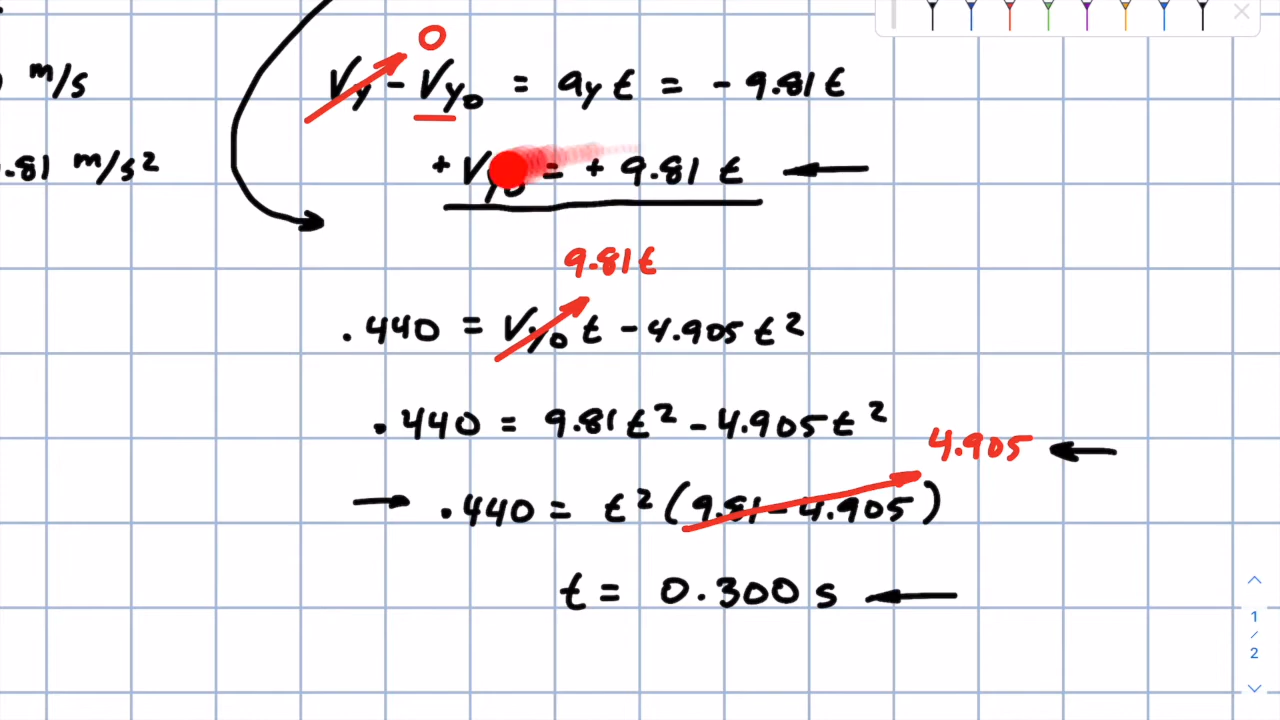 m/s
0
Vy - Vy0 = ay t = - 9.81 t
.81 m/s²
+ Vy0 = + 9.81 t
9.81 t
.440 = Vy0 t - 4.905 t²
.440 = 9.81 t² - 4.905 t²
4.905
.440 = t² (9.81 - 4.905)
t = 0.300 s
1
/
2